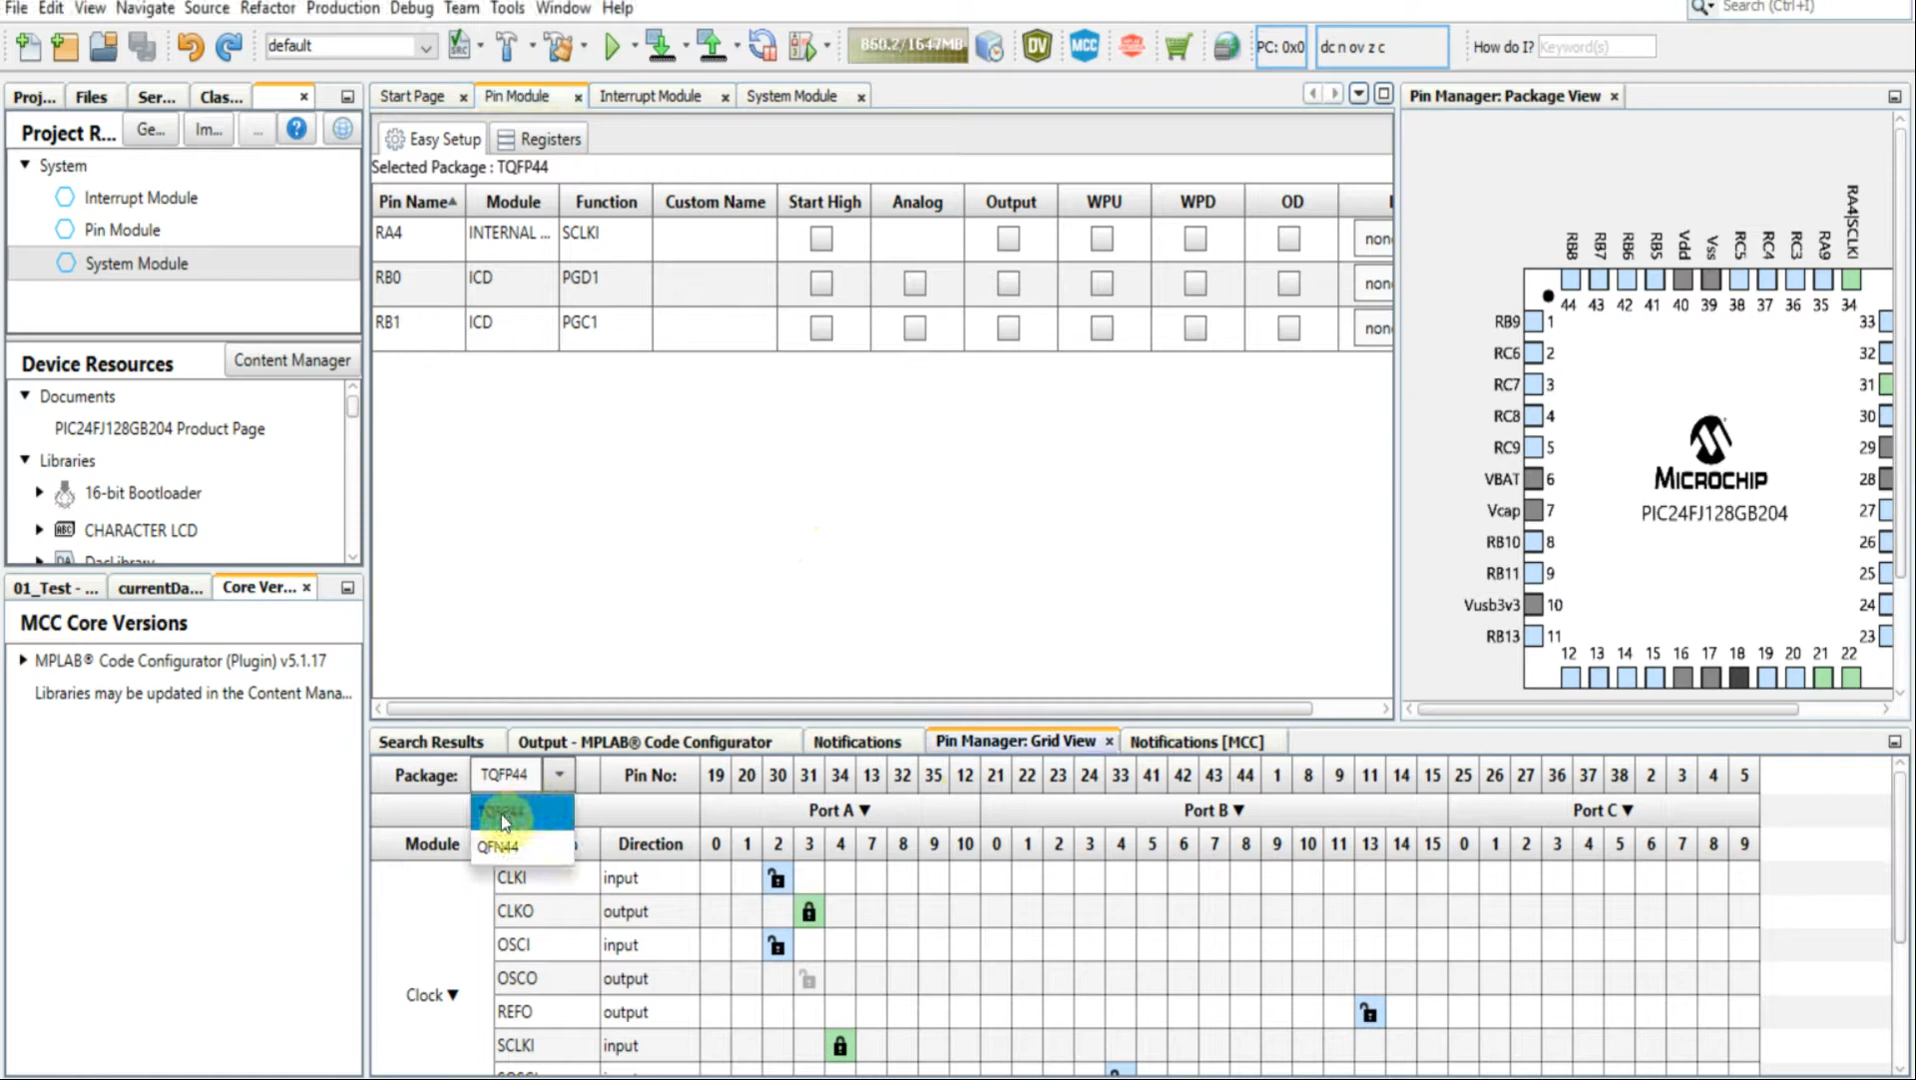 File Edit View Navigate Source Refactor Production Debug Team Tools Window Help
Search (Ctrl+I)
default
860.2/1647MB
DV
MCC
PC: 0x0
dc n ov z c
How do I? Keyword(s)
Proj... Files Ser... Clas...
Start Page Pin Module Interrupt Module System Module
Pin Manager: Package View
Project R... Ge... Im... ...
System
Interrupt Module
Pin Module
System Module
Device Resources Content Manager
Documents
PIC24FJ128GB204 Product Page
Libraries
16-bit Bootloader
CHARACTER LCD
01_Test - ... currentDa... Core Ver...
MCC Core Versions
MPLAB® Code Configurator (Plugin) v5.1.17
Libraries may be updated in the Content Mana...
Easy Setup Registers
Selected Package : TQFP44
Pin Name Module Function Custom Name Start High Analog Output WPU WPD OD
RA4 INTERNAL ... SCLKI
RB0 ICD PGD1
RB1 ICD PGC1
RB8 RB7 RB6 RB5 Vdd Vss RC5 RC4 RC3 RA9 RA4|SCLKI
44 43 42 41 40 39 38 37 36 35 34
RB9 1 33
RC6 2 32
RC7 3 31
RC8 4 30
RC9 5 29
VBAT 6 28
Vcap 7 27
RB10 8 26
RB11 9 25
Vusb3v3 10 24
RB13 11 23
MICROCHIP
PIC24FJ128GB204
12 13 14 15 16 17 18 19 20 21 22
Search Results Output - MPLAB® Code Configurator Notifications Pin Manager: Grid View Notifications [MCC]
Package: TQFP44 Pin No: 19 20 30 31 34 13 32 35 12 21 22 23 24 33 41 42 43 44 1 8 9 11 14 15 25 26 27 36 37 38 2 3 4 5
TQFP44
QFN44
Port A ▼ Port B ▼ Port C ▼
Module Direction 0 1 2 3 4 7 8 9 10 0 1 2 3 4 5 6 7 8 9 10 11 13 14 15 0 1 2 3 4 5 6 7 8 9
Clock ▼
CLKI input
CLKO output
OSCI input
OSCO output
REFO output
SCLKI input